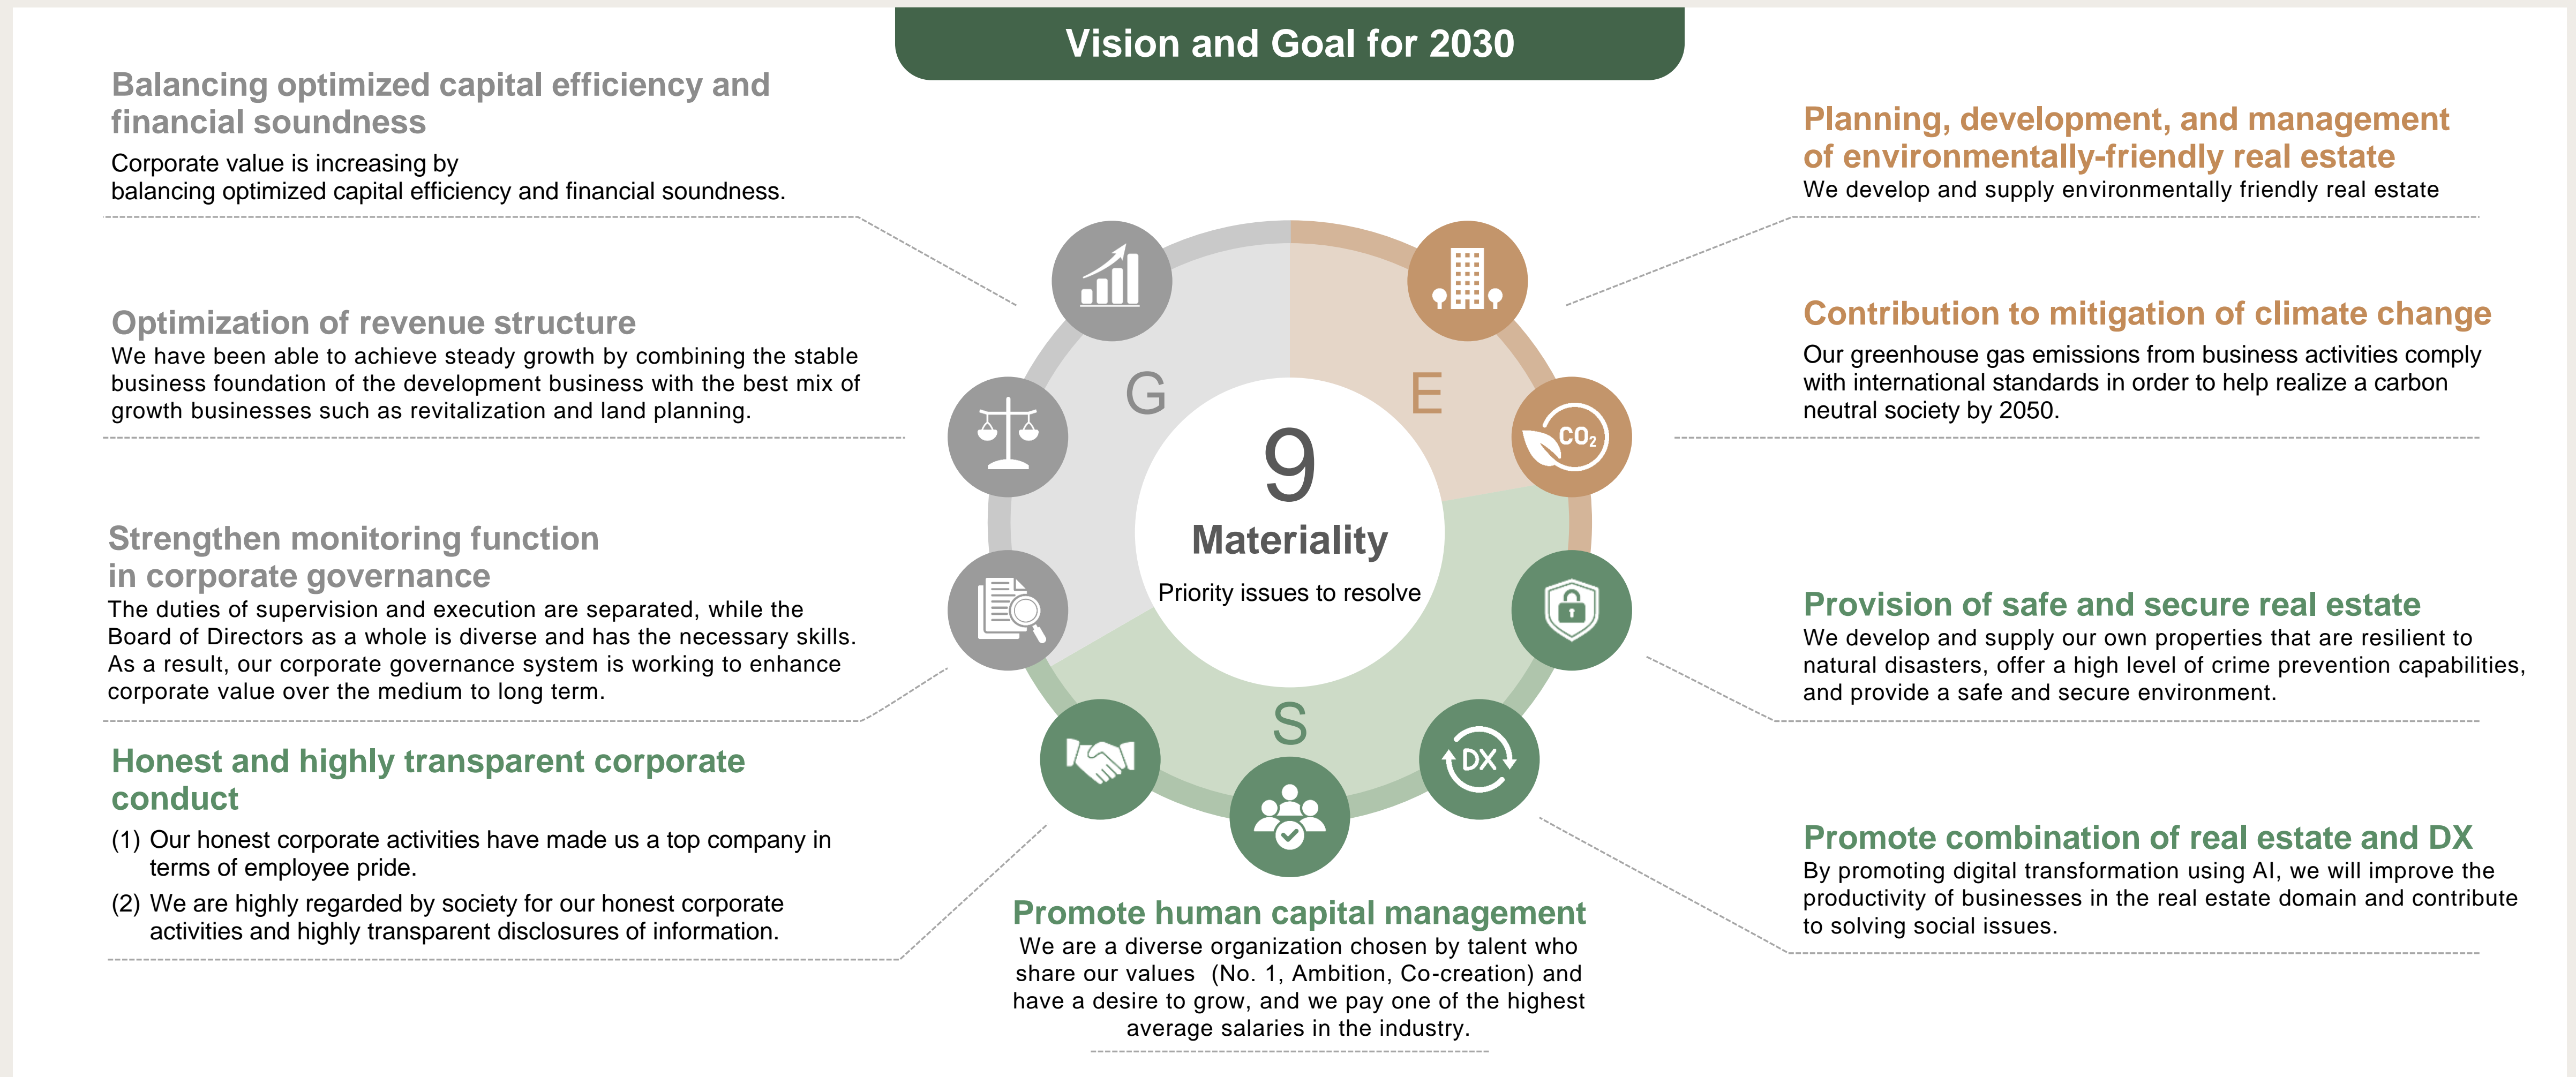 Vision and Goal for 2030
Balancing optimized capital efficiency and
financial soundness
Corporate value is increasing by
balancing optimized capital efficiency and financial soundness.
Optimization of revenue structure
We have been able to achieve steady growth by combining the stable
business foundation of the development business with the best mix of
growth businesses such as revitalization and land planning.
Strengthen monitoring function
in corporate governance
The duties of supervision and execution are separated, while the
Board of Directors as a whole is diverse and has the necessary skills.
As a result, our corporate governance system is working to enhance
corporate value over the medium to long term.
Honest and highly transparent corporate
conduct
(1) Our honest corporate activities have made us a top company in
terms of employee pride.
(2) We are highly regarded by society for our honest corporate
activities and highly transparent disclosures of information.
G
E
S
9
Materiality
Priority issues to resolve
CO₂
DX
Promote human capital management
We are a diverse organization chosen by talent who
share our values (No. 1, Ambition, Co-creation) and
have a desire to grow, and we pay one of the highest
average salaries in the industry.
Planning, development, and management
of environmentally-friendly real estate
We develop and supply environmentally friendly real estate
Contribution to mitigation of climate change
Our greenhouse gas emissions from business activities comply
with international standards in order to help realize a carbon
neutral society by 2050.
Provision of safe and secure real estate
We develop and supply our own properties that are resilient to
natural disasters, offer a high level of crime prevention capabilities,
and provide a safe and secure environment.
Promote combination of real estate and DX
By promoting digital transformation using AI, we will improve the
productivity of businesses in the real estate domain and contribute
to solving social issues.